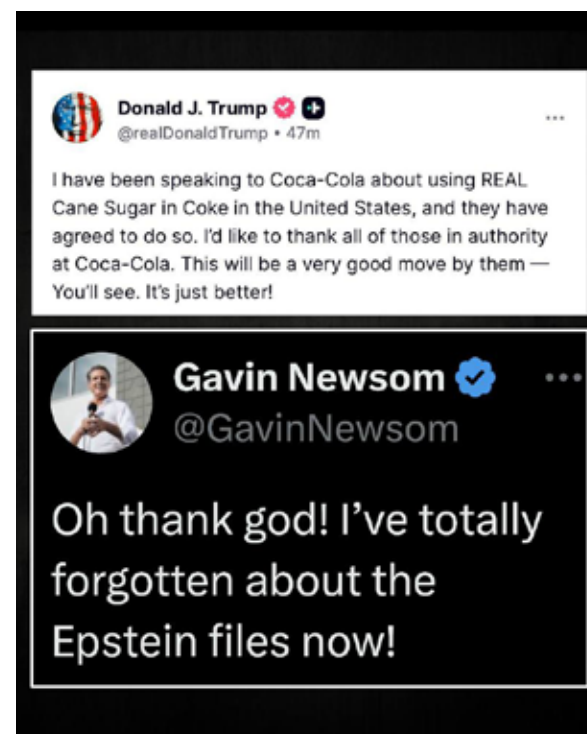 Donald J. Trump
@realDonaldTrump • 47m
I have been speaking to Coca-Cola about using REAL
Cane Sugar in Coke in the United States, and they have
agreed to do so. I'd like to thank all of those in authority
at Coca-Cola. This will be a very good move by them —
You'll see. It's just better!
Gavin Newsom
@GavinNewsom
Oh thank god! I've totally
forgotten about the
Epstein files now!